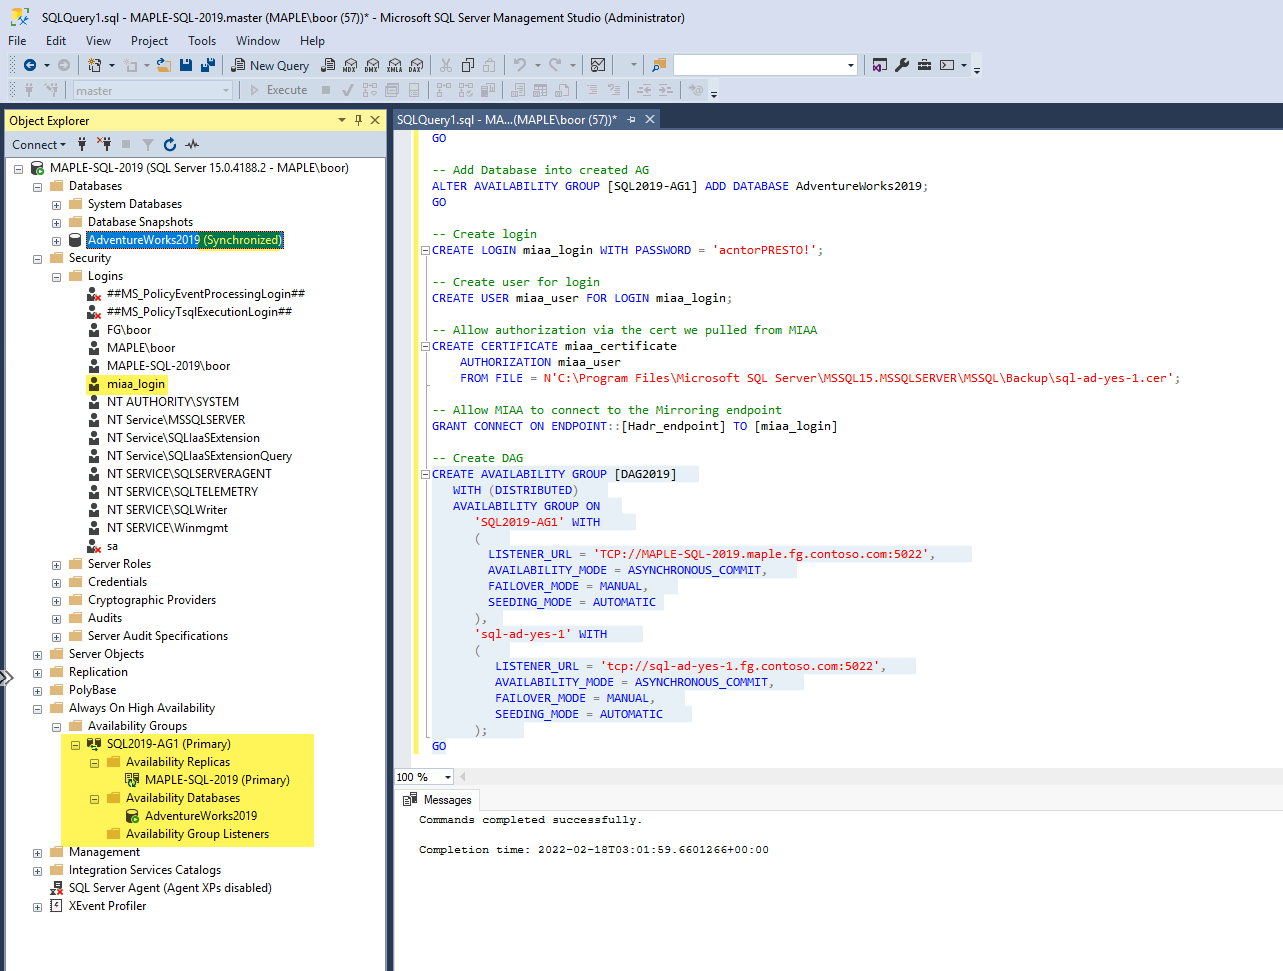 SQLQuery1.sql - MAPLE-SQL-2019.master (MAPLE\boor (57))* - Microsoft SQL Server Management Studio (Administrator)
File Edit View Project Tools Window Help
New Query MDX DMX XMLA DAX
master Execute
Object Explorer
Connect
MAPLE-SQL-2019 (SQL Server 15.0.4188.2 - MAPLE\boor)
Databases
System Databases
Database Snapshots
AdventureWorks2019 (Synchronized)
Security
Logins
##MS_PolicyEventProcessingLogin##
##MS_PolicyTsqlExecutionLogin##
FG\boor
MAPLE\boor
MAPLE-SQL-2019\boor
miaa_login
NT AUTHORITY\SYSTEM
NT Service\MSSQLSERVER
NT Service\SQLIaaSExtension
NT Service\SQLIaaSExtensionQuery
NT SERVICE\SQLSERVERAGENT
NT SERVICE\SQLTELEMETRY
NT SERVICE\SQLWriter
NT SERVICE\Winmgmt
sa
Server Roles
Credentials
Cryptographic Providers
Audits
Server Audit Specifications
Server Objects
Replication
PolyBase
Always On High Availability
Availability Groups
SQL2019-AG1 (Primary)
Availability Replicas
MAPLE-SQL-2019 (Primary)
Availability Databases
AdventureWorks2019
Availability Group Listeners
Management
Integration Services Catalogs
SQL Server Agent (Agent XPs disabled)
XEvent Profiler
SQLQuery1.sql - MA...(MAPLE\boor (57))*
GO
-- Add Database into created AG
ALTER AVAILABILITY GROUP [SQL2019-AG1] ADD DATABASE AdventureWorks2019;
GO
-- Create login
CREATE LOGIN miaa_login WITH PASSWORD = 'acntorPRESTO!';
-- Create user for login
CREATE USER miaa_user FOR LOGIN miaa_login;
-- Allow authorization via the cert we pulled from MIAA
CREATE CERTIFICATE miaa_certificate
AUTHORIZATION miaa_user
FROM FILE = N'C:\Program Files\Microsoft SQL Server\MSSQL15.MSSQLSERVER\MSSQL\Backup\sql-ad-yes-1.cer';
-- Allow MIAA to connect to the Mirroring endpoint
GRANT CONNECT ON ENDPOINT::[Hadr_endpoint] TO [miaa_login]
-- Create DAG
CREATE AVAILABILITY GROUP [DAG2019]
WITH (DISTRIBUTED)
AVAILABILITY GROUP ON
'SQL2019-AG1' WITH
(
LISTENER_URL = 'TCP://MAPLE-SQL-2019.maple.fg.contoso.com:5022',
AVAILABILITY_MODE = ASYNCHRONOUS_COMMIT,
FAILOVER_MODE = MANUAL,
SEEDING_MODE = AUTOMATIC
),
'sql-ad-yes-1' WITH
(
LISTENER_URL = 'tcp://sql-ad-yes-1.fg.contoso.com:5022',
AVAILABILITY_MODE = ASYNCHRONOUS_COMMIT,
FAILOVER_MODE = MANUAL,
SEEDING_MODE = AUTOMATIC
);
GO
100 %
Messages
Commands completed successfully.
Completion time: 2022-02-18T03:01:59.6601266+00:00